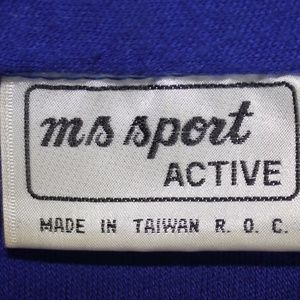 ms sport
ACTIVE
MADE IN TAIWAN R. O. C.